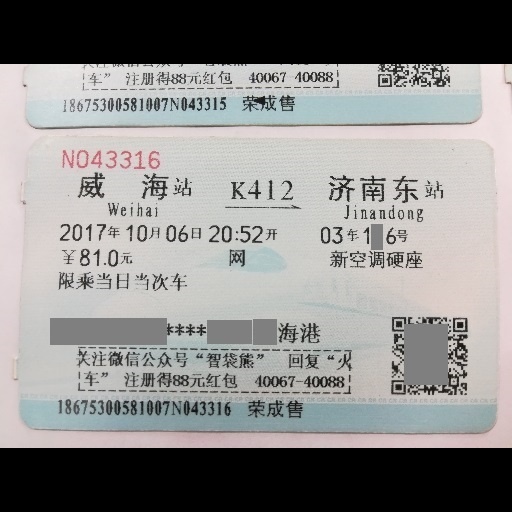 车” 注册得88元红包 40067-40088
18675300581007N043315 荣成售
N043316
威海站 K412 济南东站
Weihai Jinandong
2017年10月06日20:52开 03车1 6号
￥81.0元 网 新空调硬座
限乘当日当次车
**** 海港
关注微信公众号“智袋熊” 回复“火
车” 注册得88元红包 40067-40088
18675300581007N043316 荣成售